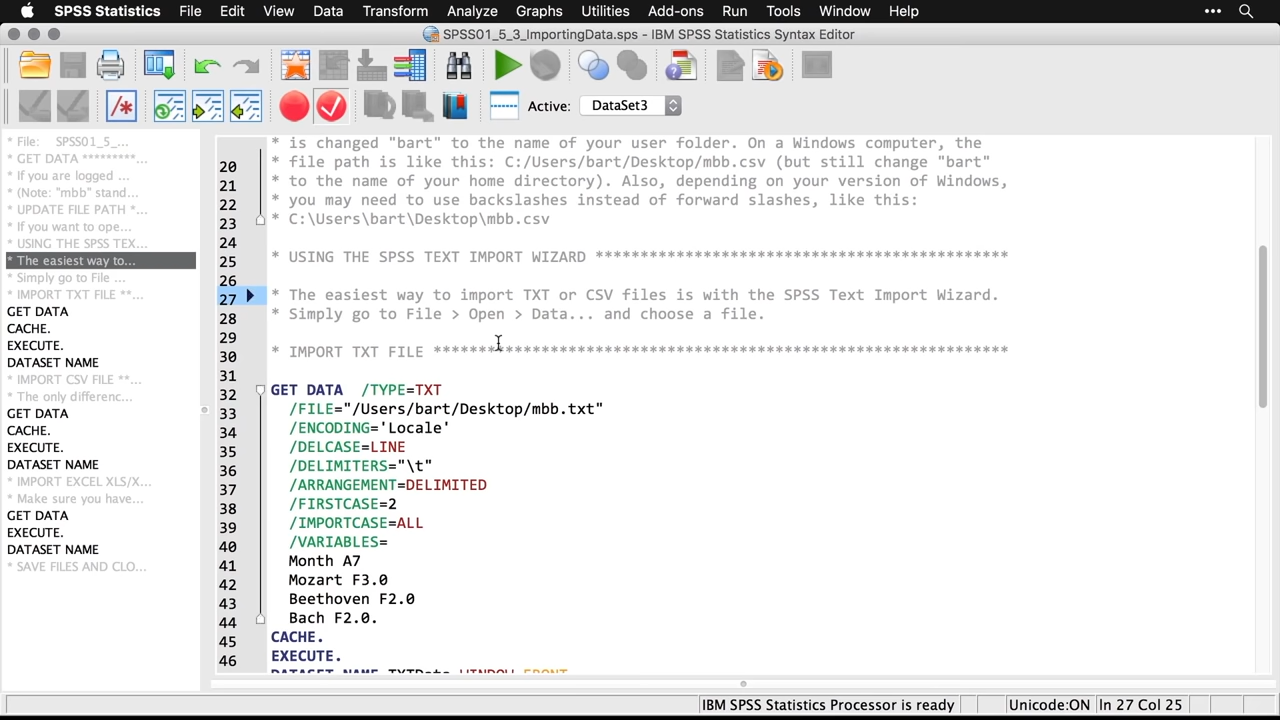 SPSS Statistics File Edit View Data Transform Analyze Graphs Utilities Add-ons Run Tools Window Help
SPSS01_5_3_ImportingData.sps - IBM SPSS Statistics Syntax Editor
Active: DataSet3
* File: SPSS01_5_...
* GET DATA *********...
* If you are logged ...
* (Note: "mbb" stand...
* UPDATE FILE PATH *...
* If you want to ope...
* USING THE SPSS TEX...
* The easiest way to...
* Simply go to File ...
* IMPORT TXT FILE **...
GET DATA
CACHE.
EXECUTE.
DATASET NAME
* IMPORT CSV FILE **...
* The only differenc...
GET DATA
CACHE.
EXECUTE.
DATASET NAME
* IMPORT EXCEL XLS/X...
* Make sure you have...
GET DATA
EXECUTE.
DATASET NAME
* SAVE FILES AND CLO...
* is changed "bart" to the name of your user folder. On a Windows computer, the
20 * file path is like this: C:/Users/bart/Desktop/mbb.csv (but still change "bart"
21 * to the name of your home directory). Also, depending on your version of Windows,
22 * you may need to use backslashes instead of forward slashes, like this:
23 * C:\Users\bart\Desktop\mbb.csv
24
25 * USING THE SPSS TEXT IMPORT WIZARD **********************************************
26
27 * The easiest way to import TXT or CSV files is with the SPSS Text Import Wizard.
28 * Simply go to File > Open > Data... and choose a file.
29
30 * IMPORT TXT FILE ****************************************************************
31
32 GET DATA /TYPE=TXT
33 /FILE="/Users/bart/Desktop/mbb.txt"
34 /ENCODING='Locale'
35 /DELCASE=LINE
36 /DELIMITERS="\t"
37 /ARRANGEMENT=DELIMITED
38 /FIRSTCASE=2
39 /IMPORTCASE=ALL
40 /VARIABLES=
41 Month A7
42 Mozart F3.0
43 Beethoven F2.0
44 Bach F2.0.
45 CACHE.
46 EXECUTE.
DATASET NAME TXTData WINDOW=FRONT.
IBM SPSS Statistics Processor is ready Unicode:ON In 27 Col 25